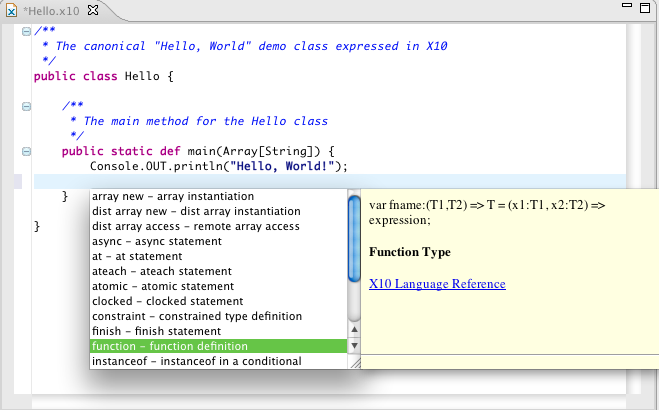 *Hello.x10
/**
* The canonical "Hello, World" demo class expressed in X10
*/
public class Hello {
/**
* The main method for the Hello class
*/
public static def main(Array[String]) {
Console.OUT.println("Hello, World!");
}
}
array new – array instantiation
dist array new – dist array instantiation
dist array access – remote array access
async – async statement
at – at statement
ateach – ateach statement
atomic – atomic statement
clocked – clocked statement
constraint – constrained type definition
finish – finish statement
function – function definition
instanceof – instanceof in a conditional
var fname:(T1,T2) => T = (x1:T1, x2:T2) =>
expression;
Function Type
X10 Language Reference